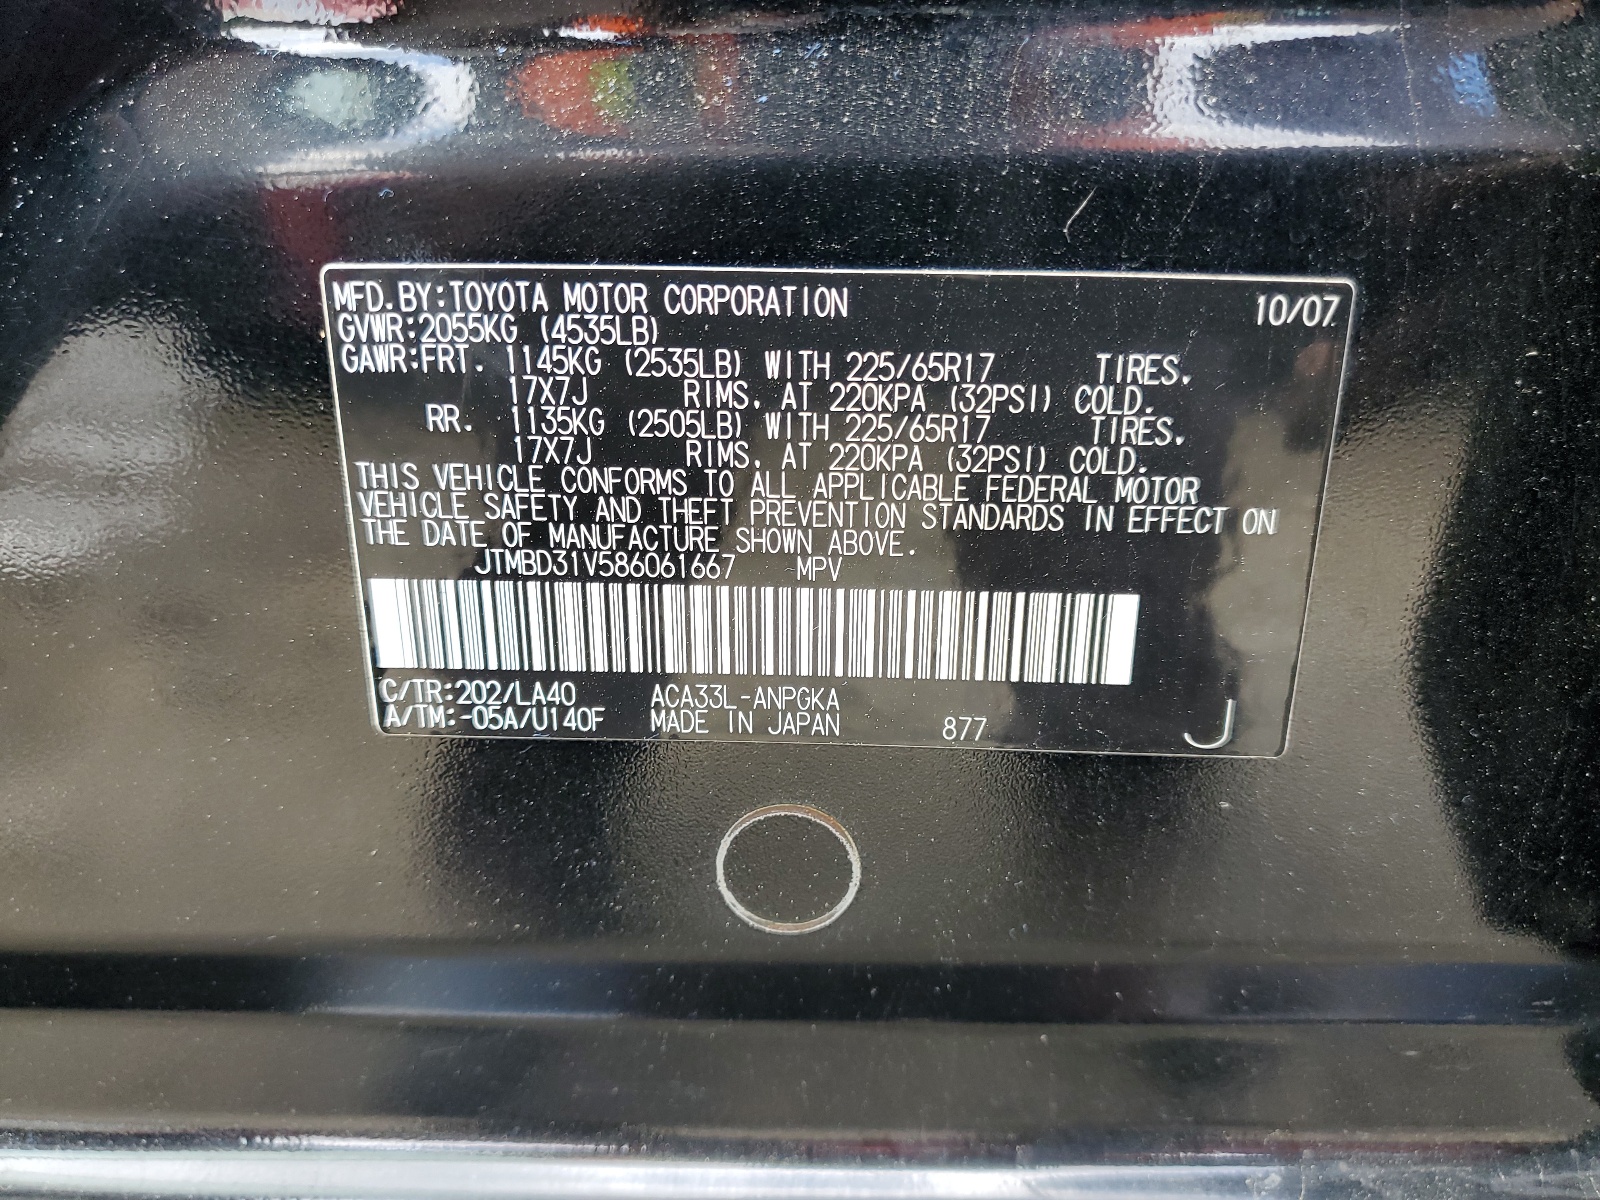 MFD.BY:TOYOTA MOTOR CORPORATION 10/07
GVWR:2055KG (4535LB)
GAWR:FRT. 1145KG (2535LB) WITH 225/65R17 TIRES,
17X7J RIMS, AT 220KPA (32PSI) COLD.
RR. 1135KG (2505LB) WITH 225/65R17 TIRES,
17X7J RIMS, AT 220KPA (32PSI) COLD.
THIS VEHICLE CONFORMS TO ALL APPLICABLE FEDERAL MOTOR
VEHICLE SAFETY AND THEFT PREVENTION STANDARDS IN EFFECT ON
THE DATE OF MANUFACTURE SHOWN ABOVE.
JTMBD31V586061667 MPV
C/TR:202/LA40 ACA33L-ANPGKA
A/TM:-05A/U140F MADE IN JAPAN 877 J